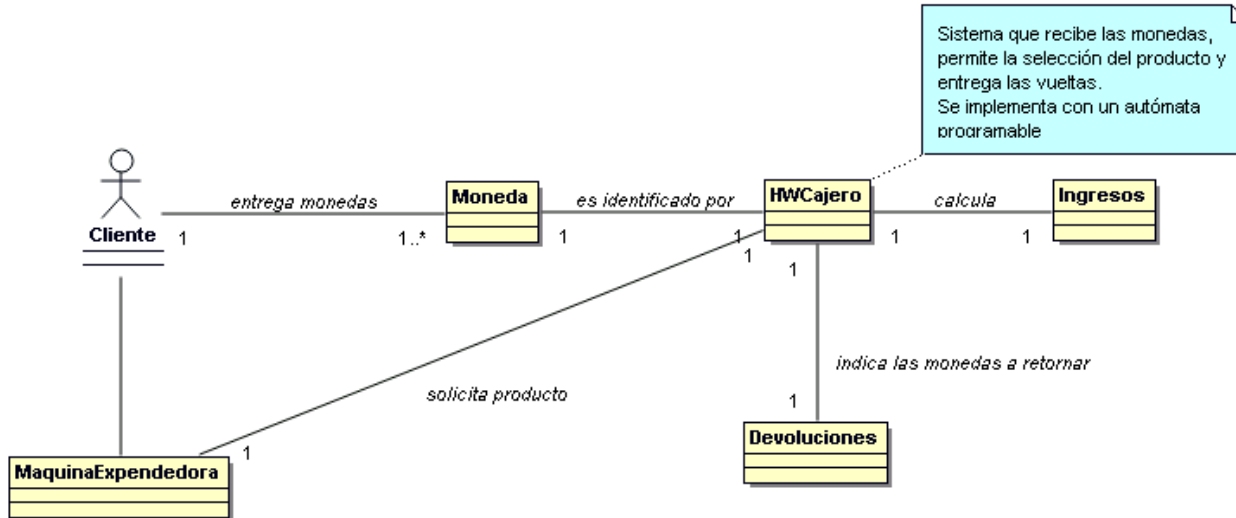 Sistema que recibe las monedas,
permite la selección del producto y
entrega las vueltas.
Se implementa con un autómata
programable
Cliente
1
entrega monedas
1..*
Moneda
1
es identificado por
1
HWCajero
1
calcula
1
Ingresos
1
solicita producto
1
MaquinaExpendedora
1
indica las monedas a retornar
1
Devoluciones